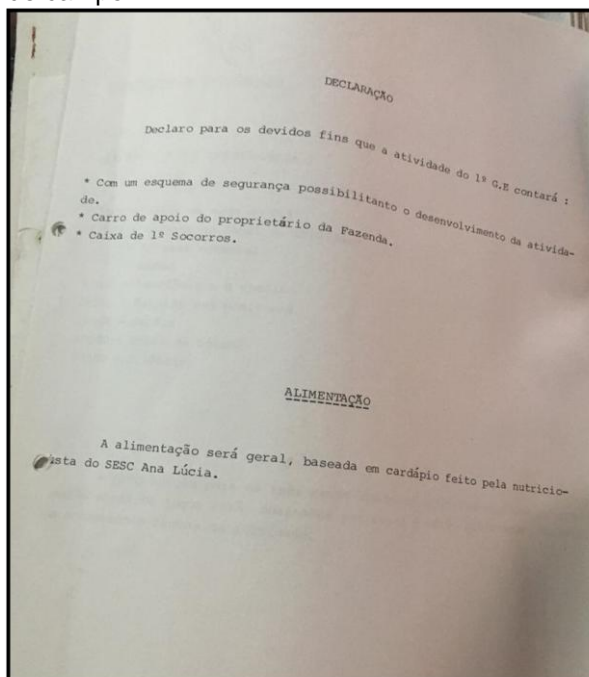 DECLARAÇÃO
Declaro para os devidos fins que a atividade do 1º G.E contará :
* Com um esquema de segurança possibilitanto o desenvolvimento da ativida-
de.
* Carro de apoio do proprietário da Fazenda.
* Caixa de 1º Socorros.
ALIMENTAÇÃO
A alimentação será geral, baseada em cardápio feito pela nutricio-
ista do SESC Ana Lúcia.